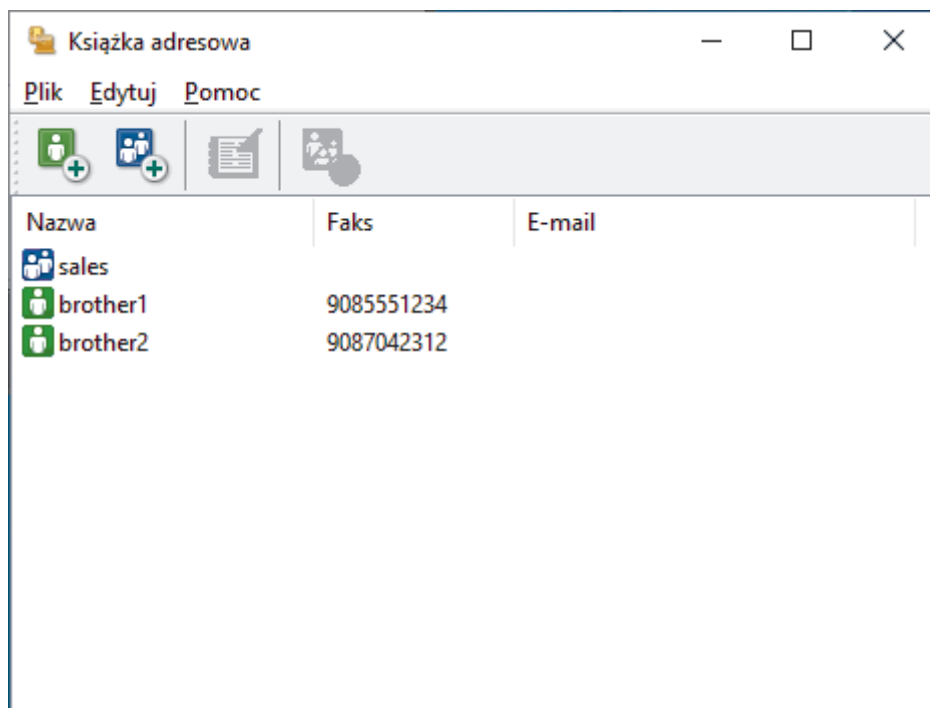 Książka adresowa
Plik Edytuj Pomoc
Nazwa Faks E-mail
sales
brother1 9085551234
brother2 9087042312